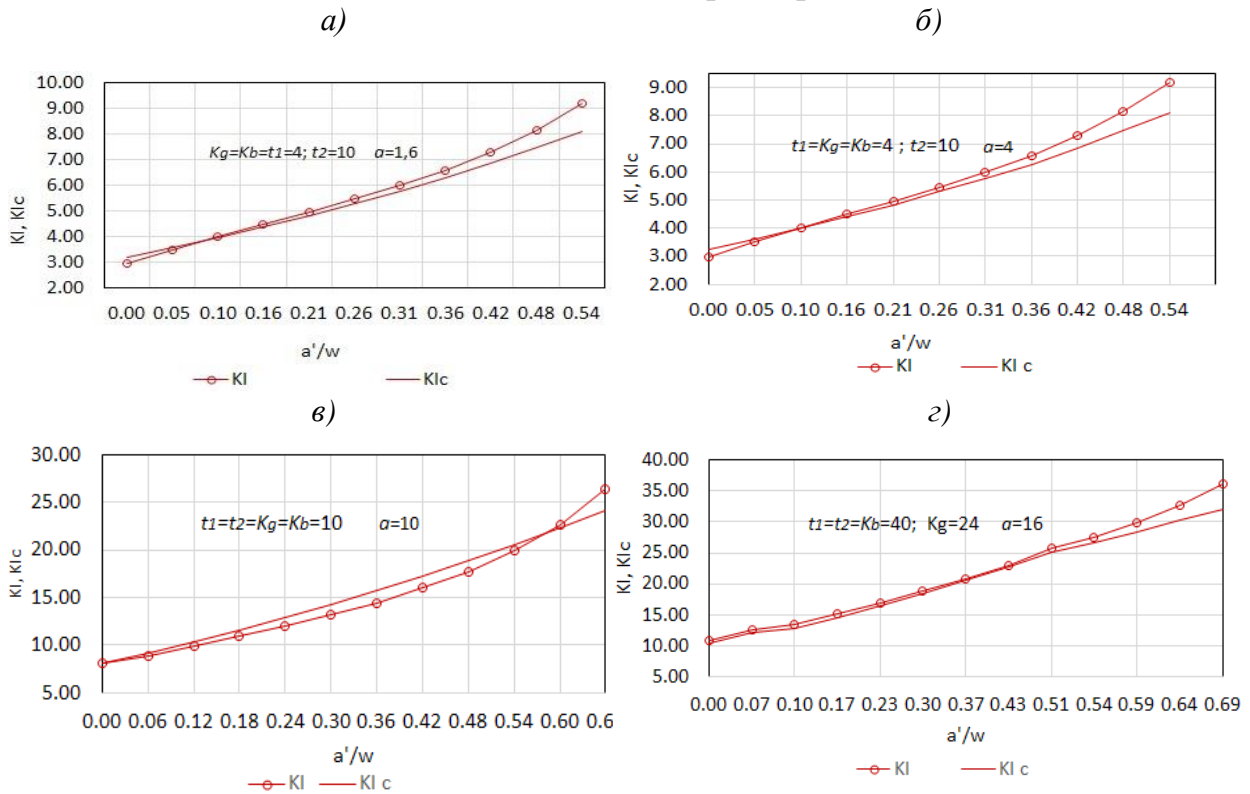 а)
б)
10.00
9.00
8.00
7.00
6.00
5.00
4.00
3.00
2.00
KI, KIc
Kg=Kb=t1=4; t2=10 a=1,6
0.00 0.05 0.10 0.16 0.21 0.26 0.31 0.36 0.42 0.48 0.54
a'/w
KI KIc
9.00
8.00
7.00
6.00
5.00
4.00
3.00
2.00
KI, KIc
t1=Kg=Kb=4 ; t2=10 a=4
0.00 0.05 0.10 0.16 0.21 0.26 0.31 0.36 0.42 0.48 0.54
a'/w
KI KI c
в)
г)
30.00
25.00
20.00
15.00
10.00
5.00
KI, KIc
t1=t2=Kg=Kb=10 a=10
0.00 0.06 0.12 0.18 0.24 0.30 0.36 0.42 0.48 0.54 0.60 0.6
a'/w
KI KI c
40.00
35.00
30.00
25.00
20.00
15.00
10.00
5.00
KI, KIc
t1=t2=Kb=40; Kg=24 a=16
0.00 0.07 0.10 0.17 0.23 0.30 0.37 0.43 0.51 0.54 0.59 0.64 0.69
a'/w
KI KI c